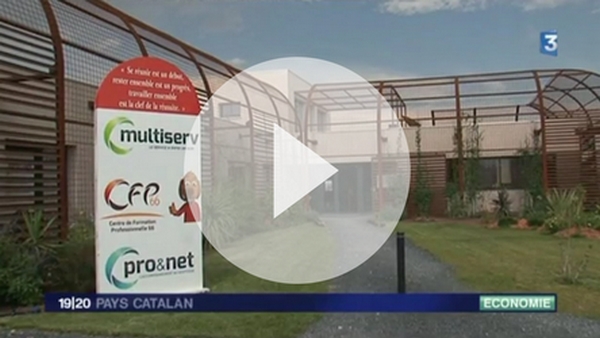 3
« Se réunir est un début,
rester ensemble est un progrès,
travailler ensemble
est la clef de la réussite. »
multiserv
CFP
66
Centre de Formation
Professionnelle 66
pro&net
19|20 PAYS CATALAN
ECONOMIE